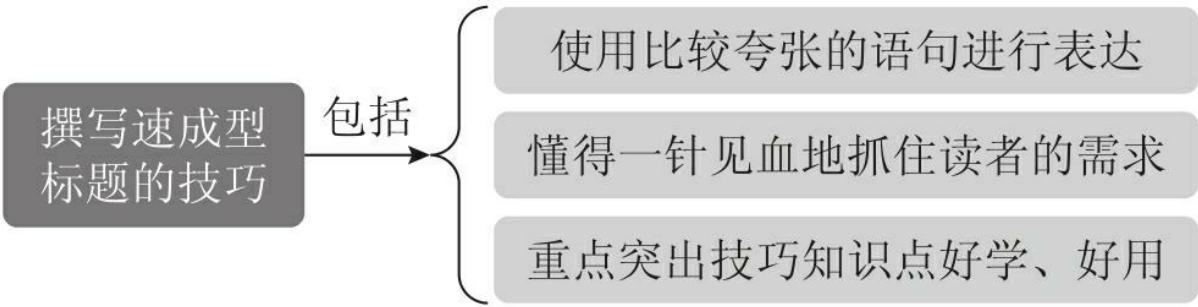 撰写速成型
标题的技巧
包括
使用比较夸张的语句进行表达
懂得一针见血地抓住读者的需求
重点突出技巧知识点好学、好用